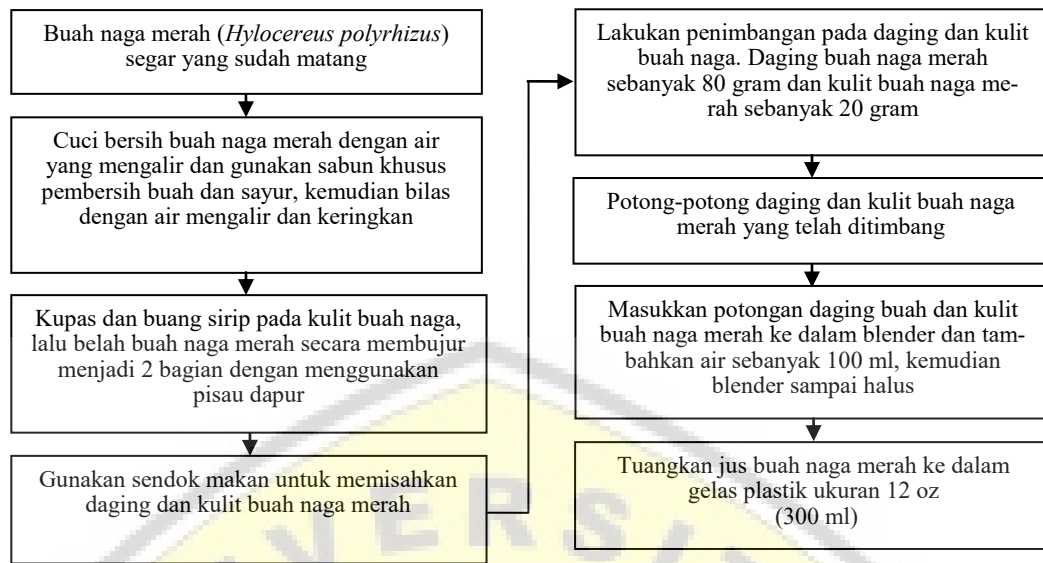 Buah naga merah (Hylocereus polyrhizus)
segar yang sudah matang
Cuci bersih buah naga merah dengan air
yang mengalir dan gunakan sabun khusus
pembersih buah dan sayur, kemudian bilas
dengan air mengalir dan keringkan
Kupas dan buang sirip pada kulit buah naga,
lalu belah buah naga merah secara membujur
menjadi 2 bagian dengan menggunakan
pisau dapur
Gunakan sendok makan untuk memisahkan
daging dan kulit buah naga merah
Lakukan penimbangan pada daging dan kulit
buah naga. Daging buah naga merah
sebanyak 80 gram dan kulit buah naga me-
rah sebanyak 20 gram
Potong-potong daging dan kulit buah naga
merah yang telah ditimbang
Masukkan potongan daging buah dan kulit
buah naga merah ke dalam blender dan tam-
bahkan air sebanyak 100 ml, kemudian
blender sampai halus
Tuangkan jus buah naga merah ke dalam
gelas plastik ukuran 12 oz
(300 ml)
VERSI